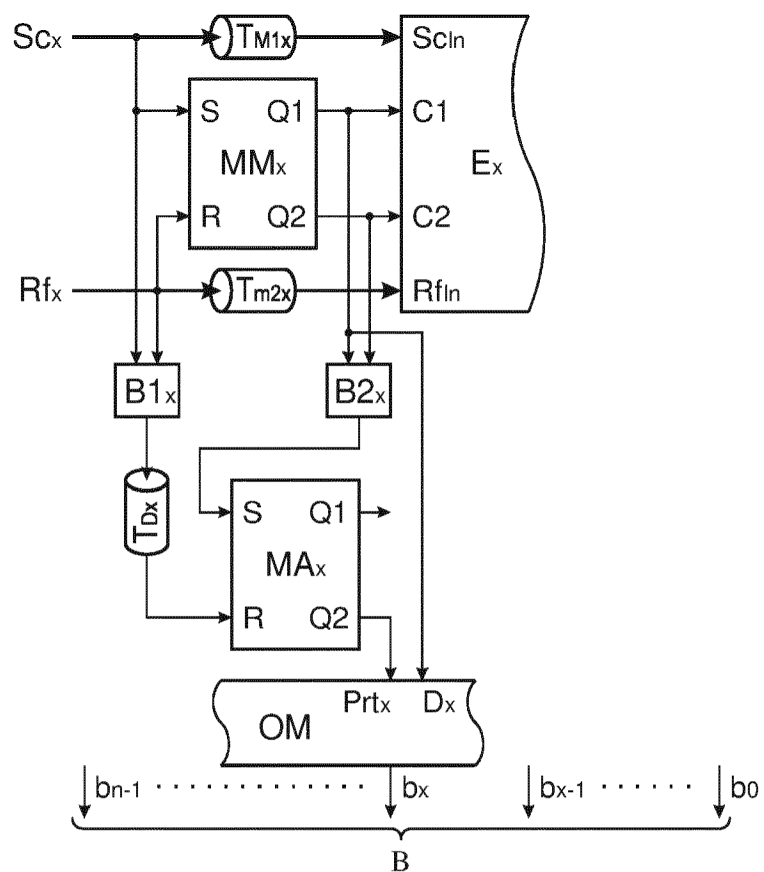 Scx TM1x ScIn
S Q1 C1
MMx Ex
R Q2 C2
Rfx Tm2x RfIn
B1x B2x
TDx
S Q1
MAx
R Q2
Prtx Dx
OM
bn-1 bx bx-1 b0
B